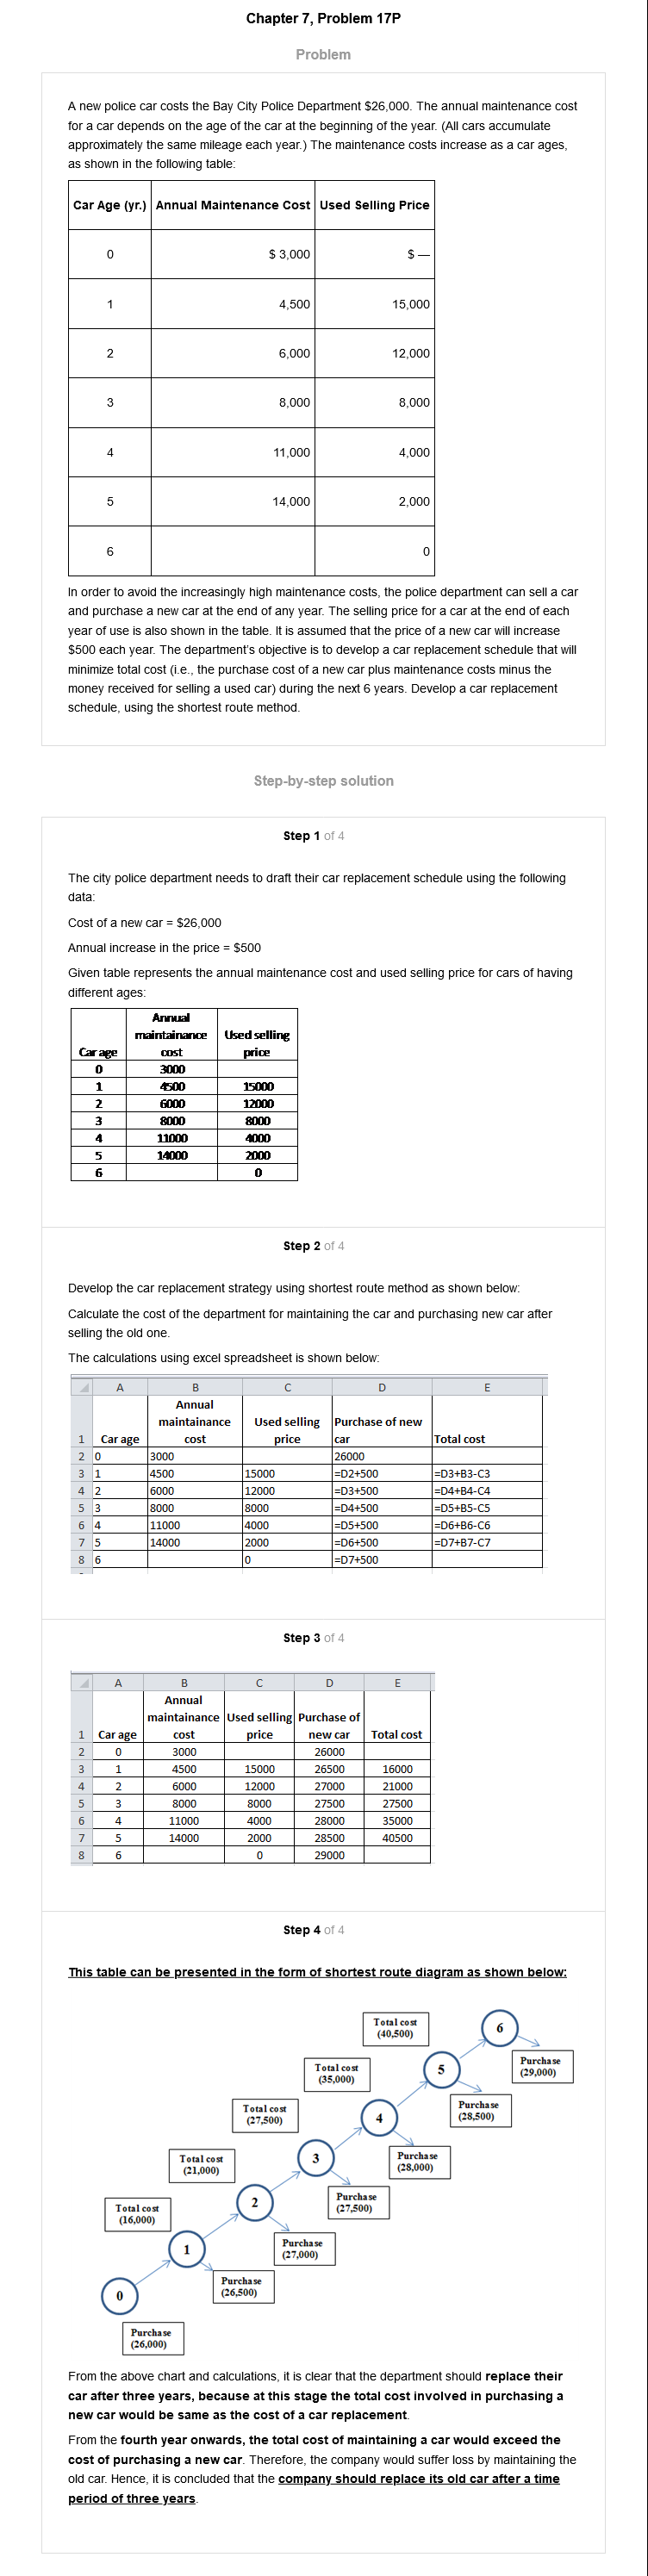 Chapter 7, Problem 17P
Problem
A new police car costs the Bay City Police Department $26,000. The annual maintenance cost
for a car depends on the age of the car at the beginning of the year. (All cars accumulate
approximately the same mileage each year.) The maintenance costs increase as a car ages,
as shown in the following table:
Car Age (yr.) Annual Maintenance Cost Used Selling Price
0 $ 3,000 $ —
1 4,500 15,000
2 6,000 12,000
3 8,000 8,000
4 11,000 4,000
5 14,000 2,000
6 0
In order to avoid the increasingly high maintenance costs, the police department can sell a car
and purchase a new car at the end of any year. The selling price for a car at the end of each
year of use is also shown in the table. It is assumed that the price of a new car will increase
$500 each year. The department's objective is to develop a car replacement schedule that will
minimize total cost (i.e., the purchase cost of a new car plus maintenance costs minus the
money received for selling a used car) during the next 6 years. Develop a car replacement
schedule, using the shortest route method.
Step-by-step solution
Step 1 of 4
The city police department needs to draft their car replacement schedule using the following
data:
Cost of a new car = $26,000
Annual increase in the price = $500
Given table represents the annual maintenance cost and used selling price for cars of having
different ages:
Annual
maintainance Used selling
Car age cost price
0 3000
1 4500 15000
2 6000 12000
3 8000 8000
4 11000 4000
5 14000 2000
6 0
Step 2 of 4
Develop the car replacement strategy using shortest route method as shown below:
Calculate the cost of the department for maintaining the car and purchasing new car after
selling the old one.
The calculations using excel spreadsheet is shown below:
A B C D E
Annual
maintainance Used selling Purchase of new
1 Car age cost price car Total cost
2 0 3000 26000
3 1 4500 15000 =D2+500 =D3+B3-C3
4 2 6000 12000 =D3+500 =D4+B4-C4
5 3 8000 8000 =D4+500 =D5+B5-C5
6 4 11000 4000 =D5+500 =D6+B6-C6
7 5 14000 2000 =D6+500 =D7+B7-C7
8 6 0 =D7+500
Step 3 of 4
A B C D E
Annual
maintainance Used selling Purchase of
1 Car age cost price new car Total cost
2 0 3000 26000
3 1 4500 15000 26500 16000
4 2 6000 12000 27000 21000
5 3 8000 8000 27500 27500
6 4 11000 4000 28000 35000
7 5 14000 2000 28500 40500
8 6 0 29000
Step 4 of 4
This table can be presented in the form of shortest route diagram as shown below:
Total cost
(40,500)
6
Purchase
(29,000)
Total cost
(35,000)
5
Purchase
(28,500)
Total cost
(27,500)
4
Purchase
(28,000)
Total cost
(21,000)
3
Purchase
(27,500)
Total cost
(16,000)
2
Purchase
(27,000)
1
Purchase
(26,500)
0
Purchase
(26,000)
From the above chart and calculations, it is clear that the department should replace their
car after three years, because at this stage the total cost involved in purchasing a
new car would be same as the cost of a car replacement.
From the fourth year onwards, the total cost of maintaining a car would exceed the
cost of purchasing a new car. Therefore, the company would suffer loss by maintaining the
old car. Hence, it is concluded that the company should replace its old car after a time
period of three years.